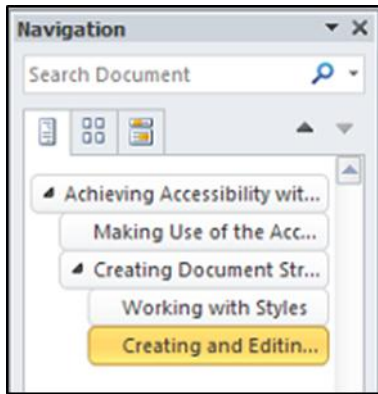 Navigation
Search Document
Achieving Accessibility wit...
Making Use of the Acc...
Creating Document Str...
Working with Styles
Creating and Editin...